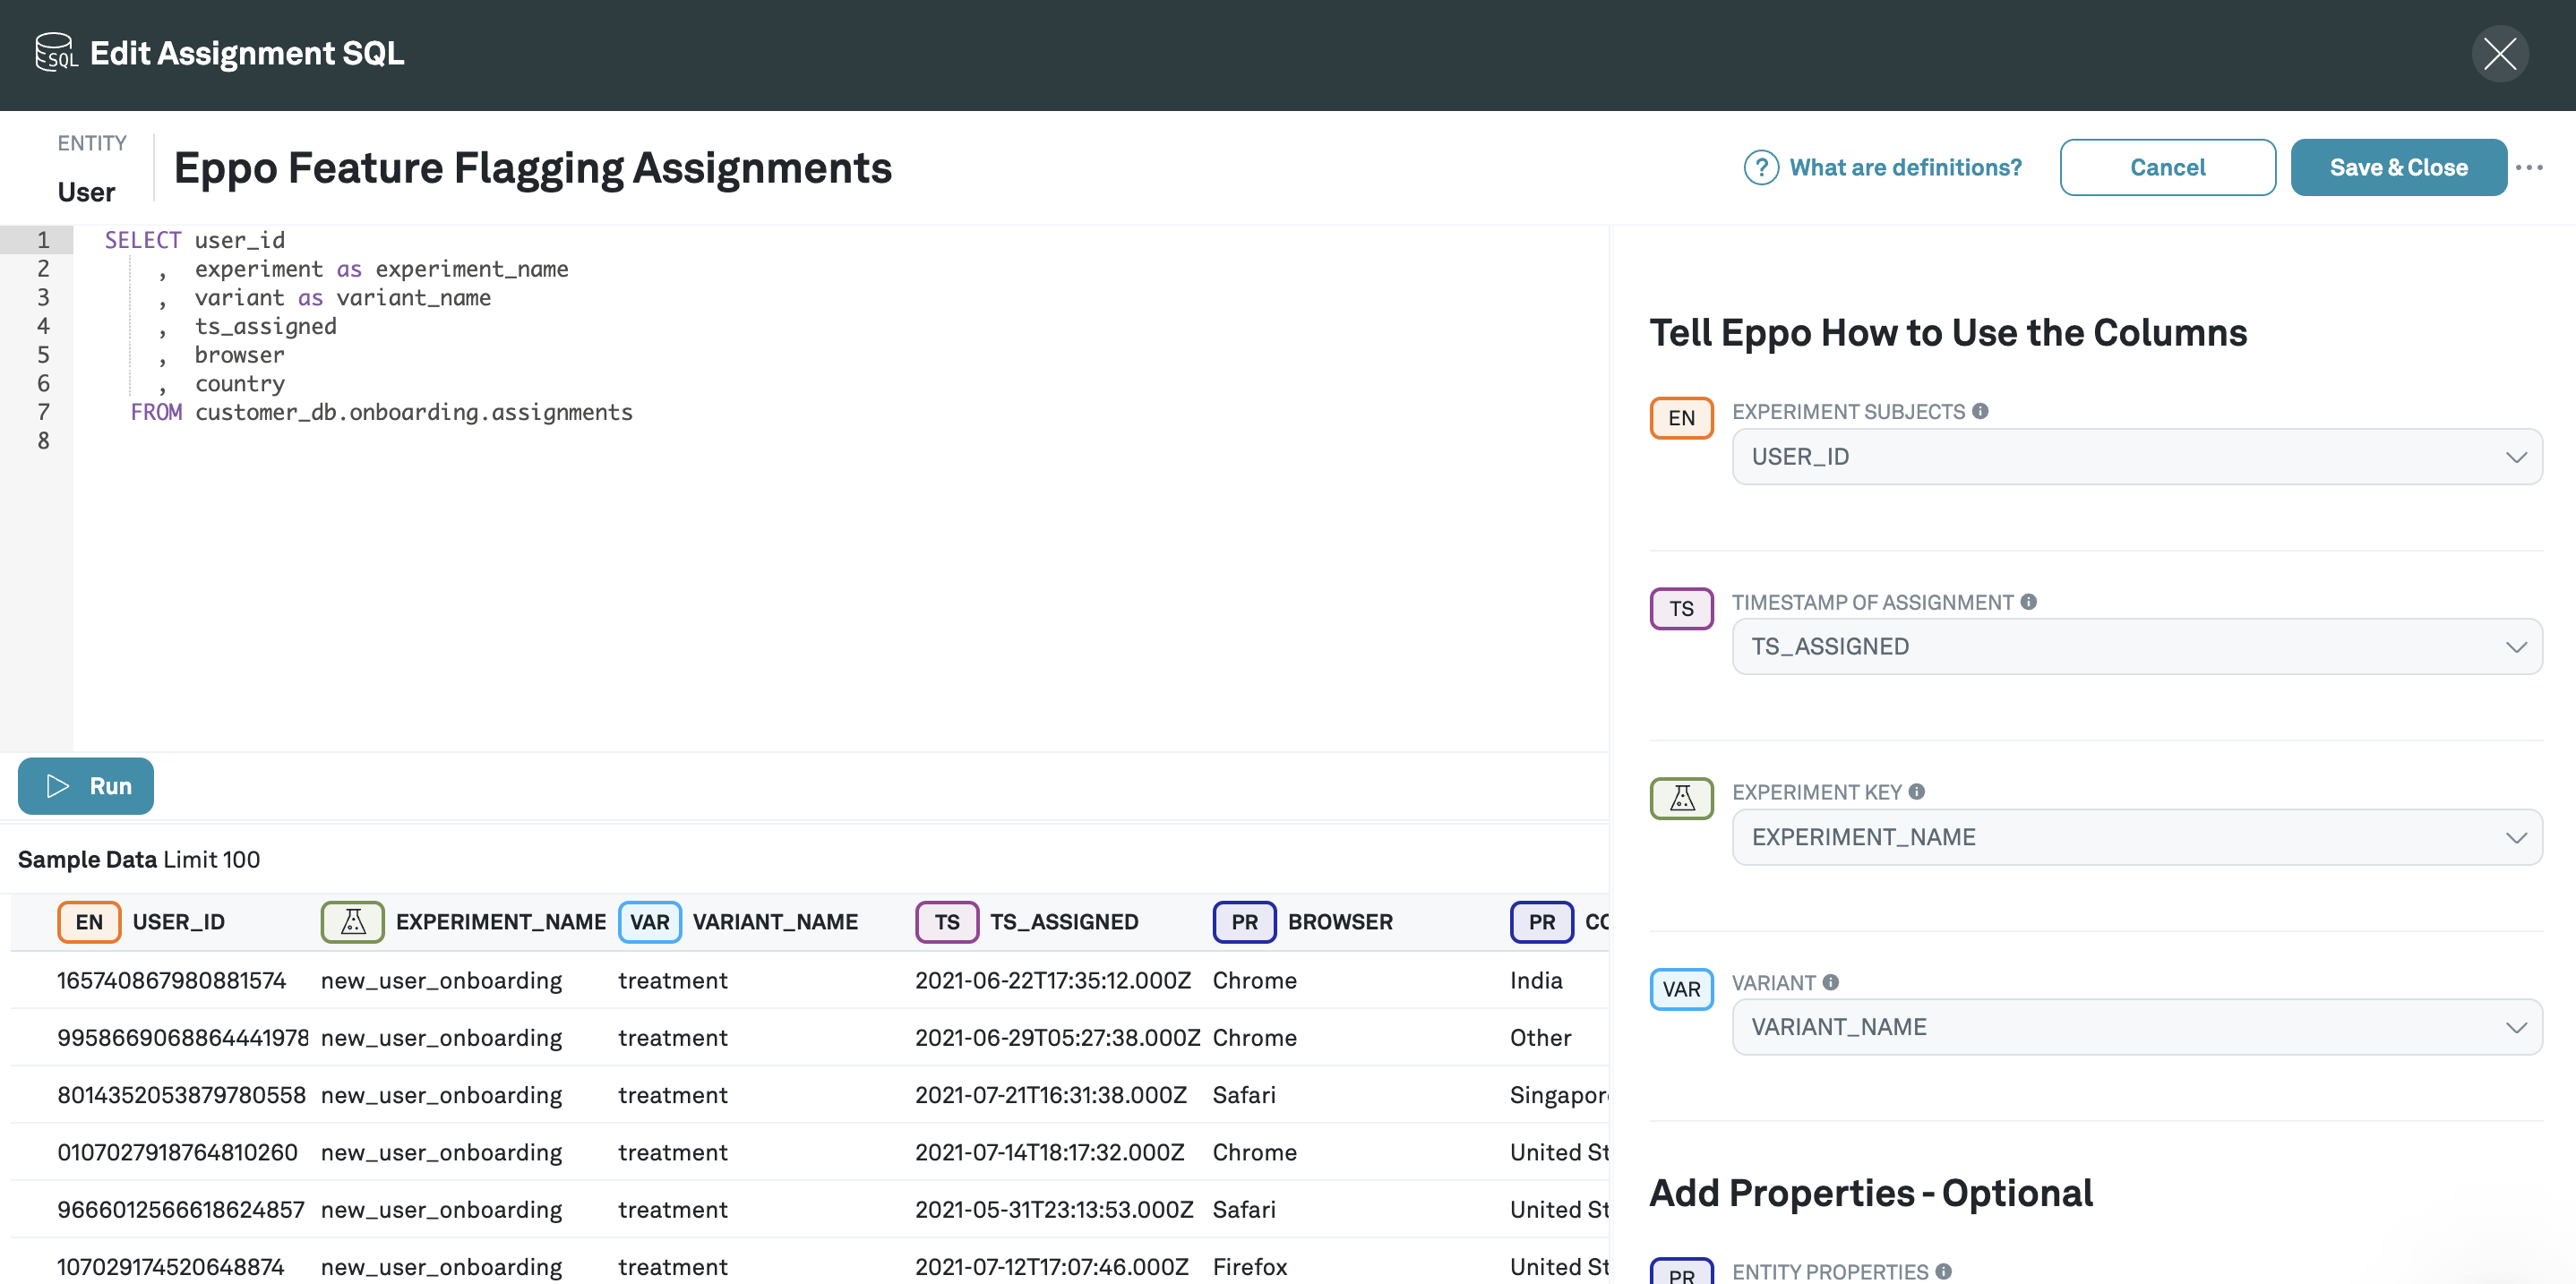 SQL Edit Assignment SQL
ENTITY
User
Eppo Feature Flagging Assignments
? What are definitions?
Cancel
Save & Close
1 SELECT user_id
2 , experiment as experiment_name
3 , variant as variant_name
4 , ts_assigned
5 , browser
6 , country
7 FROM customer_db.onboarding.assignments
8
Run
Sample Data Limit 100
EN USER_ID EXPERIMENT_NAME VAR VARIANT_NAME TS TS_ASSIGNED PR BROWSER PR CO
165740867980881574 new_user_onboarding treatment 2021-06-22T17:35:12.000Z Chrome India
9958669068864441978 new_user_onboarding treatment 2021-06-29T05:27:38.000Z Chrome Other
8014352053879780558 new_user_onboarding treatment 2021-07-21T16:31:38.000Z Safari Singapore
0107027918764810260 new_user_onboarding treatment 2021-07-14T18:17:32.000Z Chrome United St
9666012566618624857 new_user_onboarding treatment 2021-05-31T23:13:53.000Z Safari United St
107029174520648874 new_user_onboarding treatment 2021-07-12T17:07:46.000Z Firefox United St
Tell Eppo How to Use the Columns
EN EXPERIMENT SUBJECTS
USER_ID
TS TIMESTAMP OF ASSIGNMENT
TS_ASSIGNED
EXPERIMENT KEY
EXPERIMENT_NAME
VAR VARIANT
VARIANT_NAME
Add Properties - Optional
PR ENTITY PROPERTIES